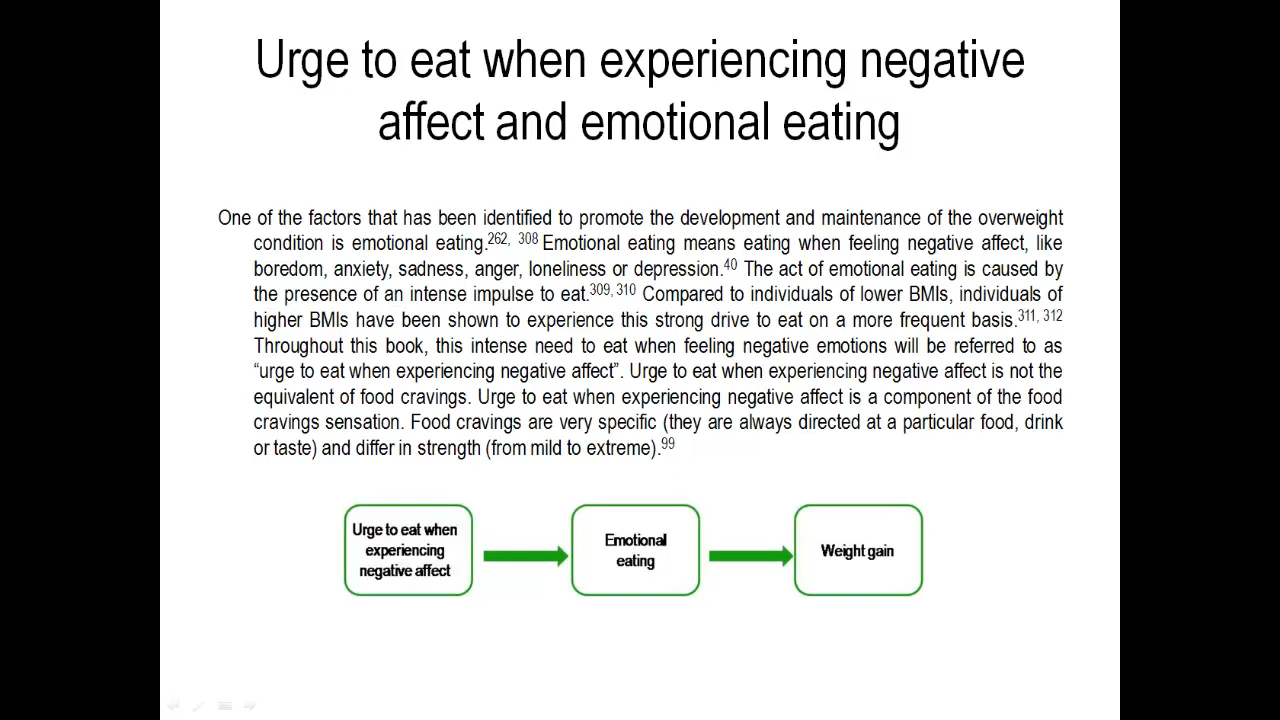 Urge to eat when experiencing negative
affect and emotional eating
One of the factors that has been identified to promote the development and maintenance of the overweight
condition is emotional eating.262, 308 Emotional eating means eating when feeling negative affect, like
boredom, anxiety, sadness, anger, loneliness or depression.40 The act of emotional eating is caused by
the presence of an intense impulse to eat.309, 310 Compared to individuals of lower BMIs, individuals of
higher BMIs have been shown to experience this strong drive to eat on a more frequent basis.311, 312
Throughout this book, this intense need to eat when feeling negative emotions will be referred to as
“urge to eat when experiencing negative affect”. Urge to eat when experiencing negative affect is not the
equivalent of food cravings. Urge to eat when experiencing negative affect is a component of the food
cravings sensation. Food cravings are very specific (they are always directed at a particular food, drink
or taste) and differ in strength (from mild to extreme).99
Urge to eat when
experiencing
negative affect
Emotional
eating
Weight gain